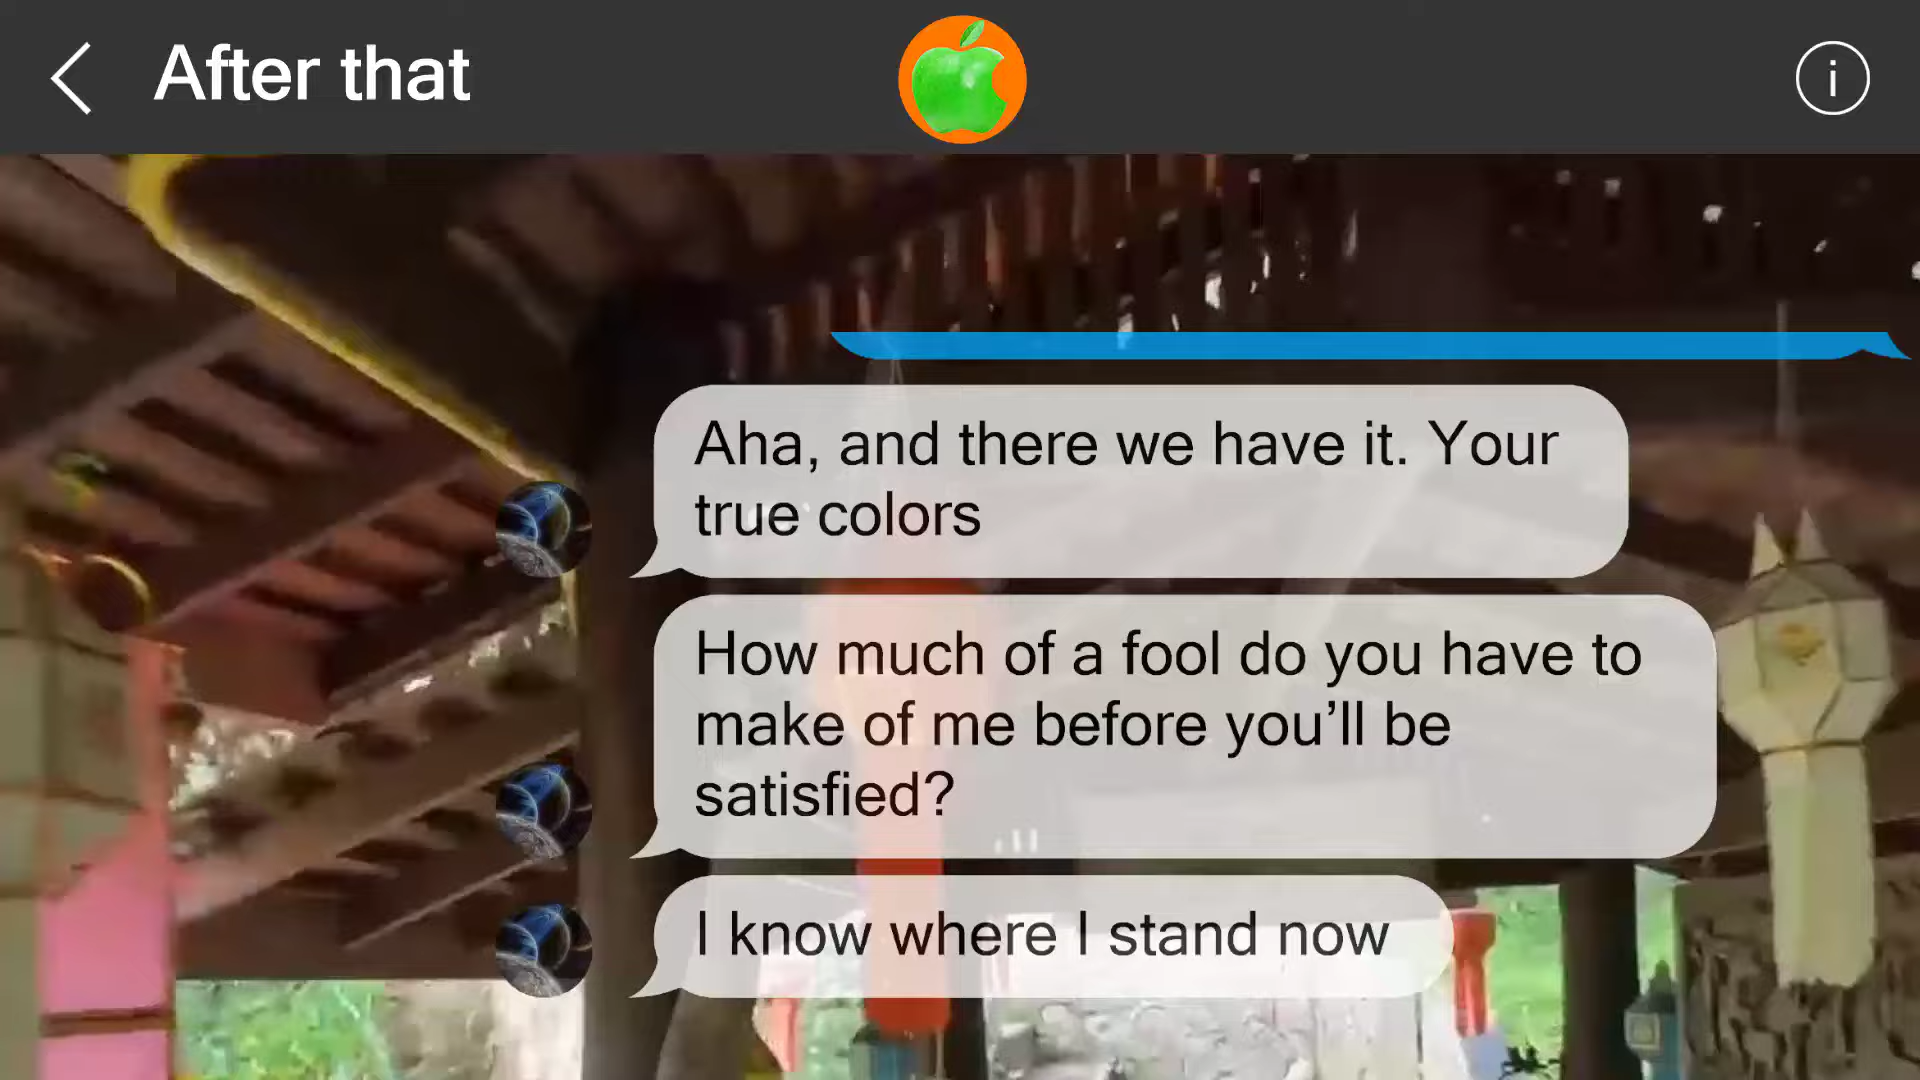 After that
i
Aha, and there we have it. Your
true colors
How much of a fool do you have to
make of me before you’ll be
satisfied?
I know where I stand now